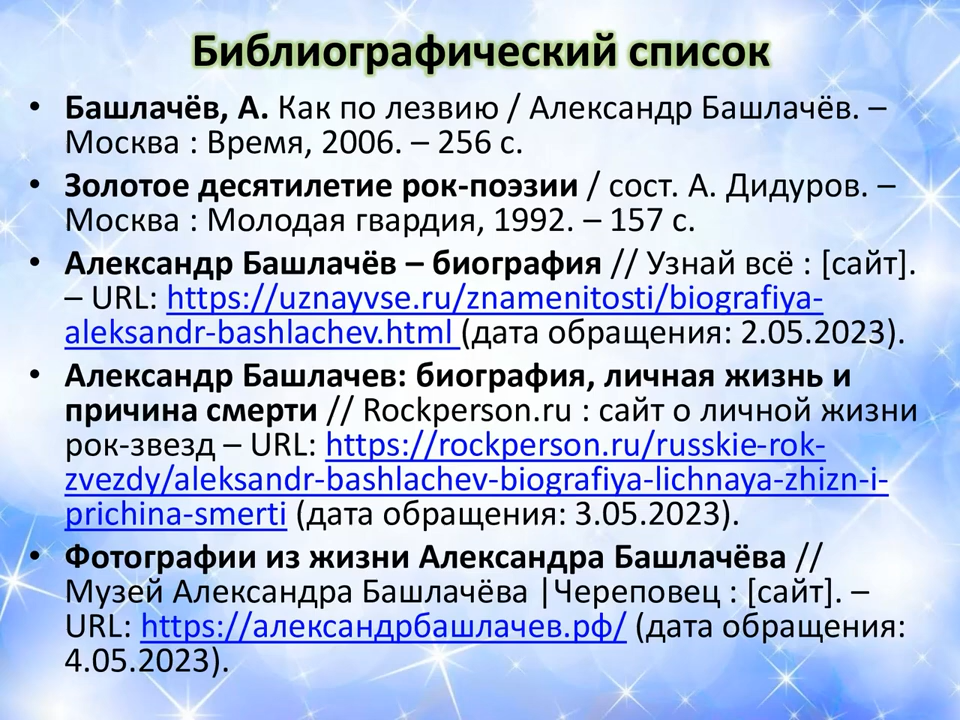 Библиографический список
• Башлачёв, А. Как по лезвию / Александр Башлачёв. –
Москва : Время, 2006. – 256 с.
• Золотое десятилетие рок-поэзии / сост. А. Дидуров. –
Москва : Молодая гвардия, 1992. – 157 с.
• Александр Башлачёв – биография // Узнай всё : [сайт].
– URL: https://uznayvse.ru/znamenitosti/biografiya-
aleksandr-bashlachev.html (дата обращения: 2.05.2023).
• Александр Башлачев: биография, личная жизнь и
причина смерти // Rockperson.ru : сайт о личной жизни
рок-звезд – URL: https://rockperson.ru/russkie-rok-
zvezdy/aleksandr-bashlachev-biografiya-lichnaya-zhizn-i-
prichina-smerti (дата обращения: 3.05.2023).
• Фотографии из жизни Александра Башлачёва //
Музей Александра Башлачёва |Череповец : [сайт]. –
URL: https://александрбашлачев.рф/ (дата обращения:
4.05.2023).